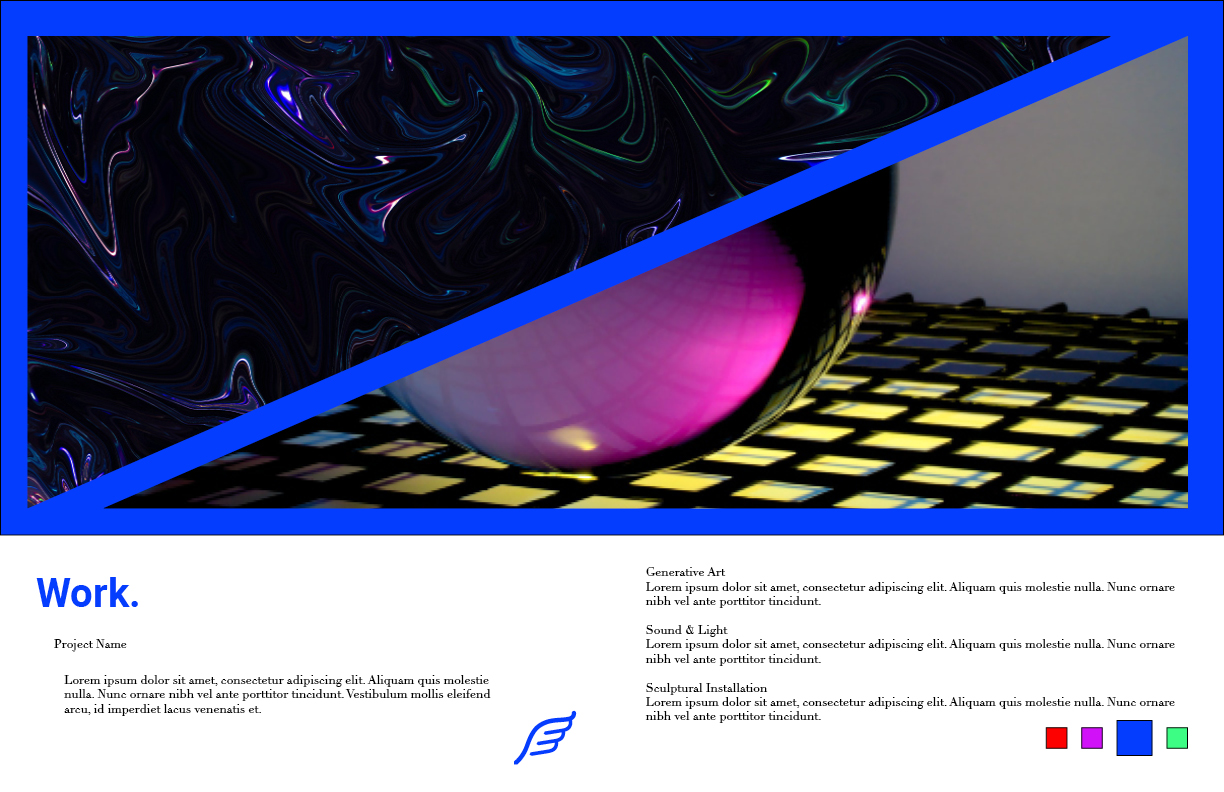 Work.
Project Name
Lorem ipsum dolor sit amet, consectetur adipiscing elit. Aliquam quis molestie
nulla. Nunc ornare nibh vel ante porttitor tincidunt. Vestibulum mollis eleifend
arcu, id imperdiet lacus venenatis et.
Generative Art
Lorem ipsum dolor sit amet, consectetur adipiscing elit. Aliquam quis molestie nulla. Nunc ornare
nibh vel ante porttitor tincidunt.
Sound & Light
Lorem ipsum dolor sit amet, consectetur adipiscing elit. Aliquam quis molestie nulla. Nunc ornare
nibh vel ante porttitor tincidunt.
Sculptural Installation
Lorem ipsum dolor sit amet, consectetur adipiscing elit. Aliquam quis molestie nulla. Nunc ornare
nibh vel ante porttitor tincidunt.